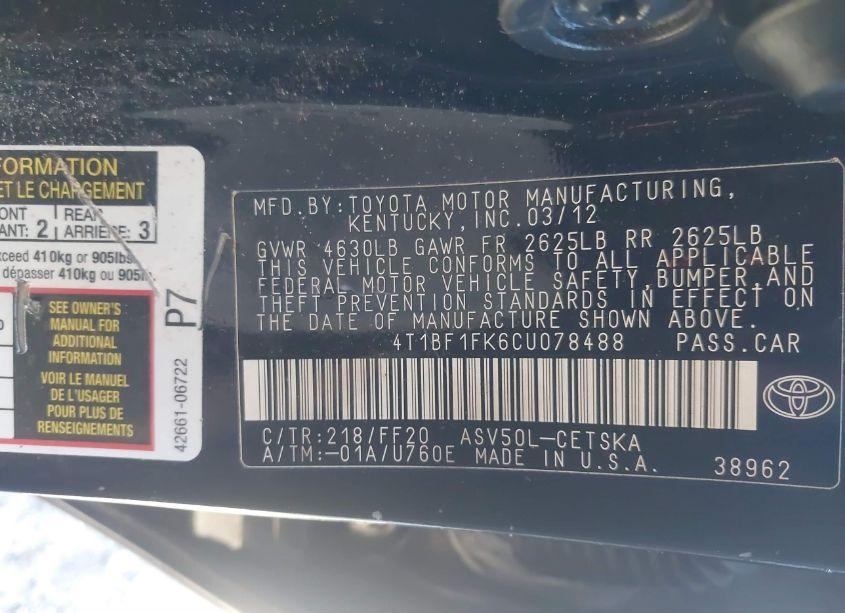 FORMATION
ET LE CHARGEMENT
ONT
ANT: 2
REAR
ARRIÈRE: 3
xceed 410kg or 905lbs
dépasser 410kg ou 905
SEE OWNER'S
MANUAL FOR
ADDITIONAL
INFORMATION
VOIR LE MANUEL
DE L'USAGER
POUR PLUS DE
RENSEIGNEMENTS
P7
42661-06722
MFD.BY:TOYOTA MOTOR MANUFACTURING,
KENTUCKY,INC.03/12
GVWR 4630LB GAWR FR 2625LB RR 2625LB
THIS VEHICLE CONFORMS TO ALL APPLICABLE
FEDERAL MOTOR VEHICLE SAFETY,BUMPER,AND
THEFT PREVENTION STANDARDS IN EFFECT ON
THE DATE OF MANUFACTURE SHOWN ABOVE.
4T1BF1FK6CU078488 PASS.CAR
C/TR:218/FF20 ASV50L-CETSKA
A/TM:-01A/U760E MADE IN U.S.A.
38962